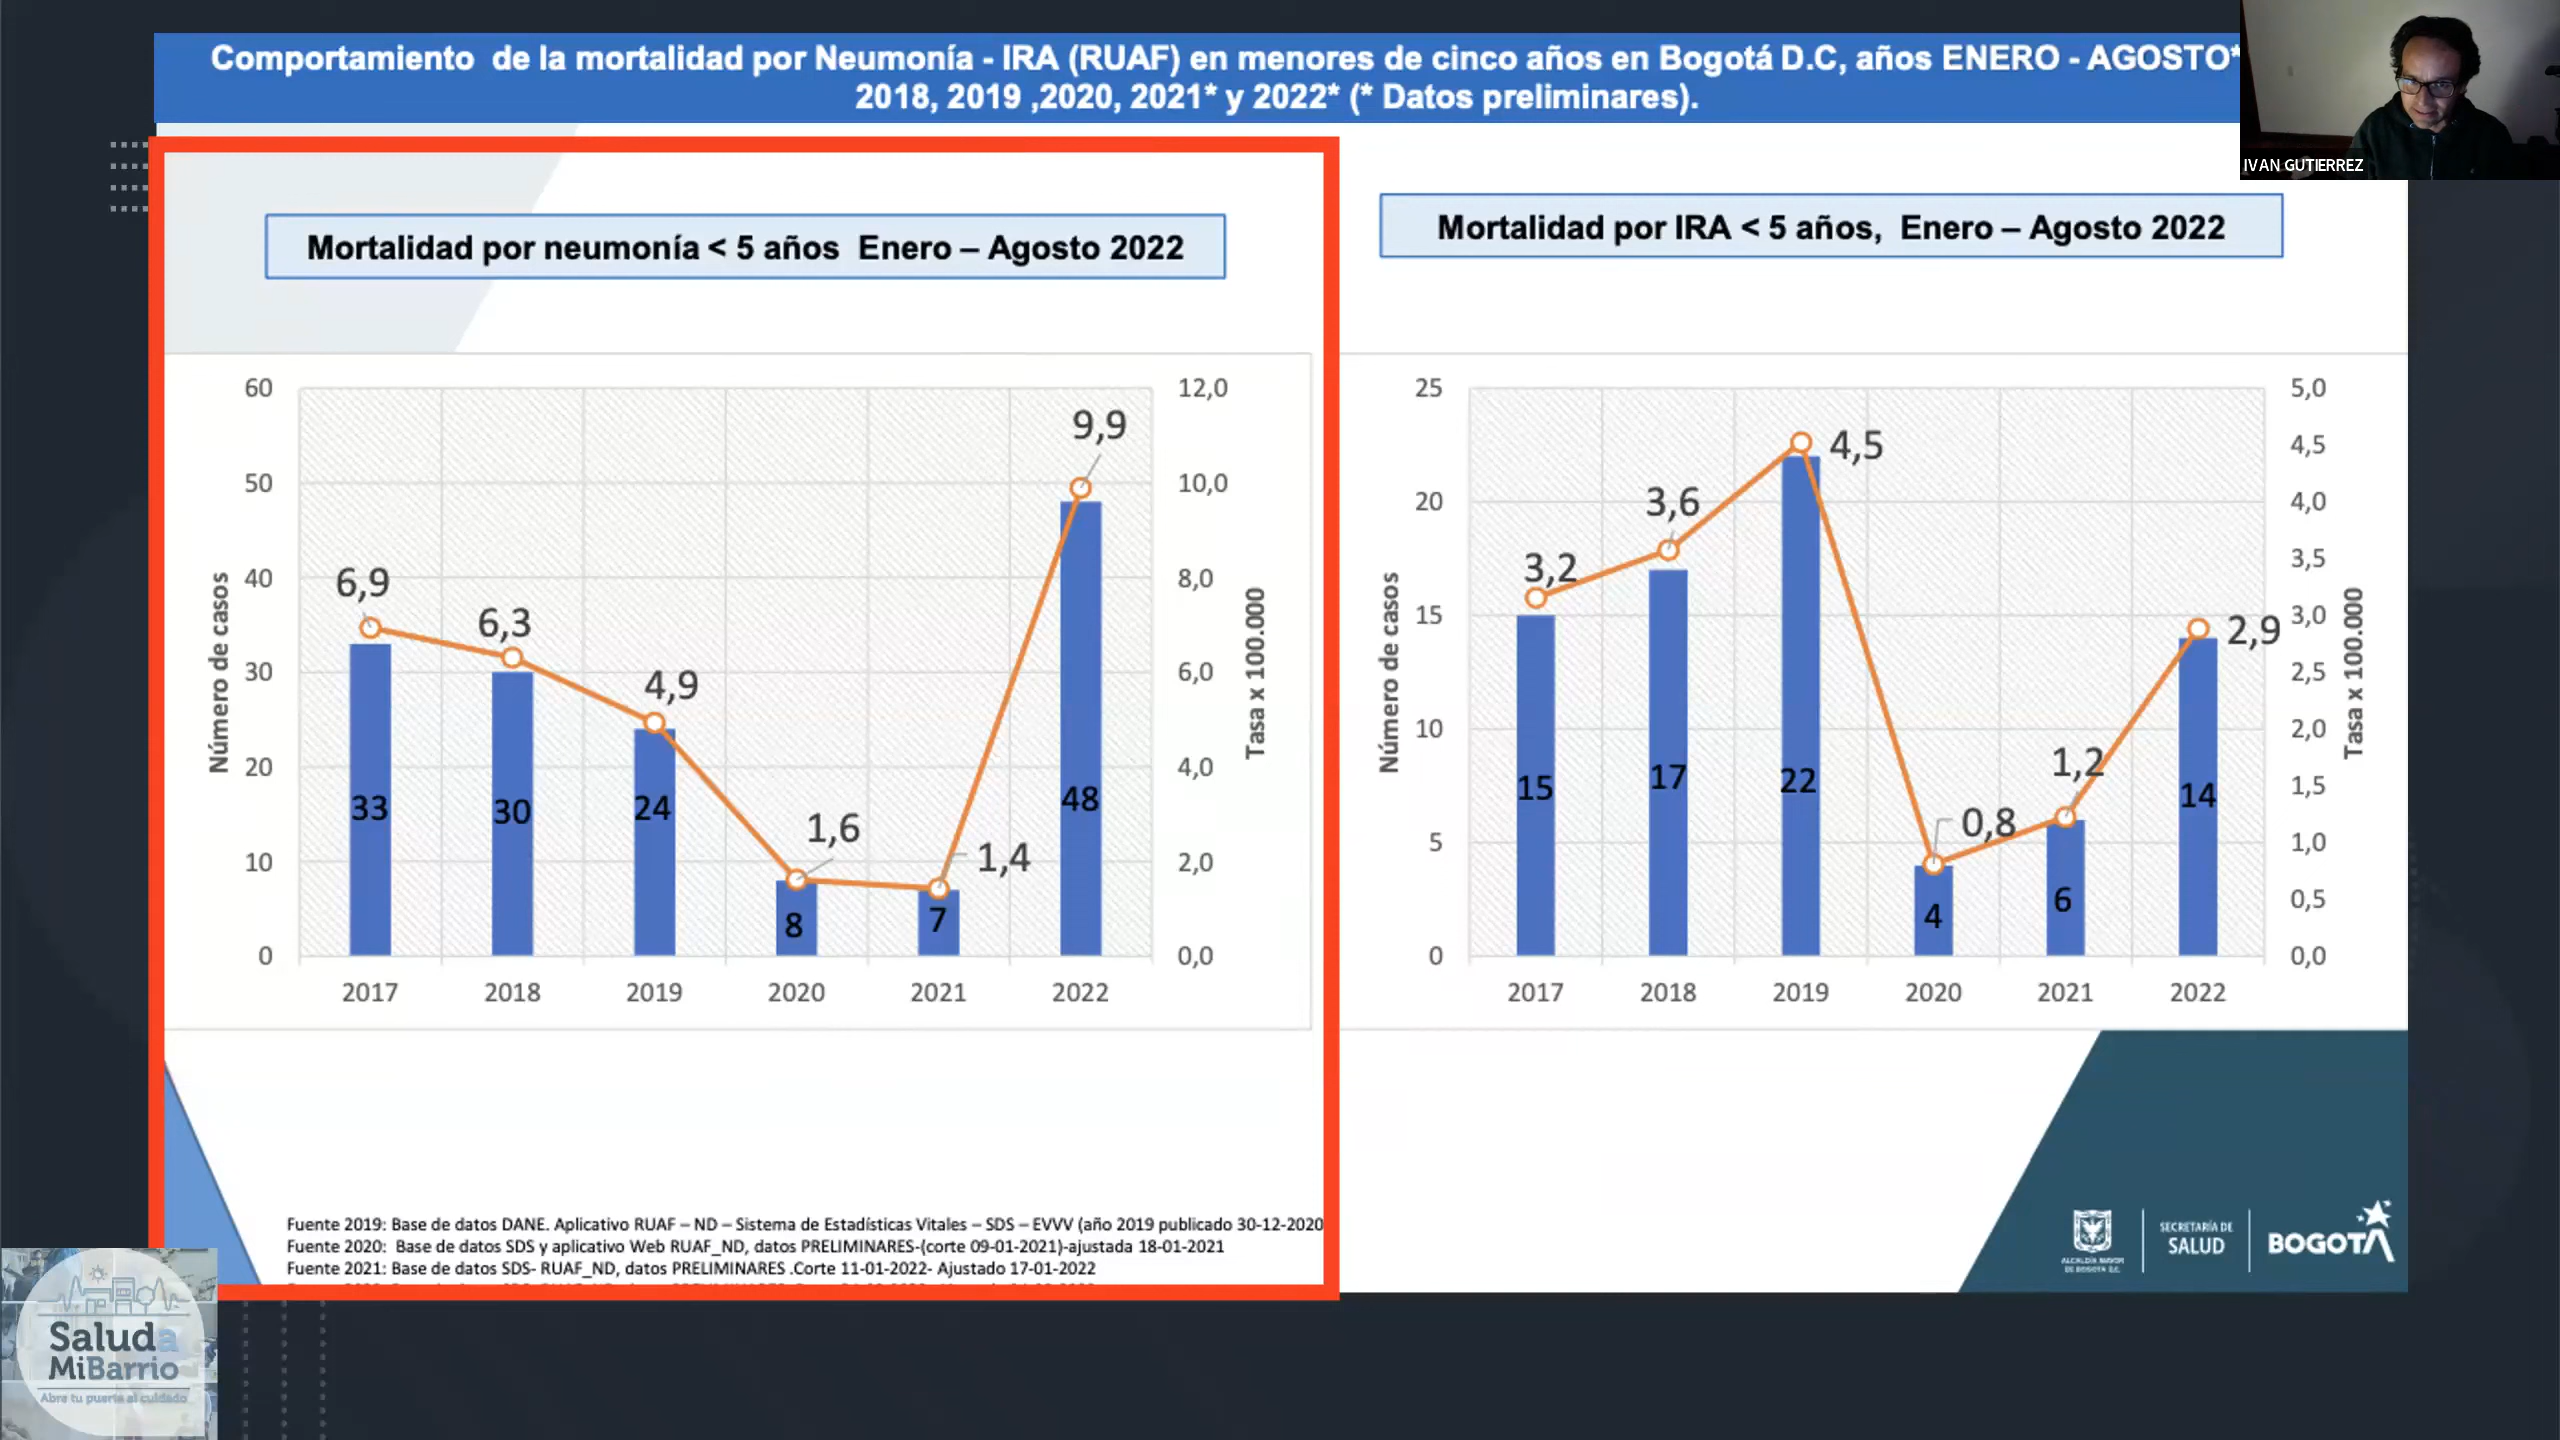 Comportamiento de la mortalidad por Neumonía - IRA (RUAF) en menores de cinco años en Bogotá D.C, años ENERO - AGOSTO*
2018, 2019 ,2020, 2021* y 2022* (* Datos preliminares).
IVAN GUTIERREZ
Mortalidad por neumonía < 5 años Enero – Agosto 2022
60
50
40
30
20
10
0
Número de casos
12,0
10,0
8,0
6,0
4,0
2,0
0,0
Tasa x 100.000
6,9
6,3
4,9
1,6
1,4
9,9
33
30
24
8
7
48
2017 2018 2019 2020 2021 2022
Mortalidad por IRA < 5 años, Enero – Agosto 2022
25
20
15
10
5
0
Número de casos
5,0
4,5
4,0
3,5
3,0
2,5
2,0
1,5
1,0
0,5
0,0
Tasa x 100.000
3,2
3,6
4,5
0,8
1,2
2,9
15
17
22
4
6
14
2017 2018 2019 2020 2021 2022
Fuente 2019: Base de datos DANE. Aplicativo RUAF – ND – Sistema de Estadísticas Vitales – SDS – EVVV (año 2019 publicado 30-12-2020
Fuente 2020: Base de datos SDS y aplicativo Web RUAF_ND, datos PRELIMINARES-(corte 09-01-2021)-ajustada 18-01-2021
Fuente 2021: Base de datos SDS- RUAF_ND, datos PRELIMINARES .Corte 11-01-2022- Ajustado 17-01-2022
ALCALDÍA MAYOR
DE BOGOTÁ D.C.
SECRETARÍA DE
SALUD
BOGOTÁ
Saluda
MiBarrio
Abre tu puerta al cuidado